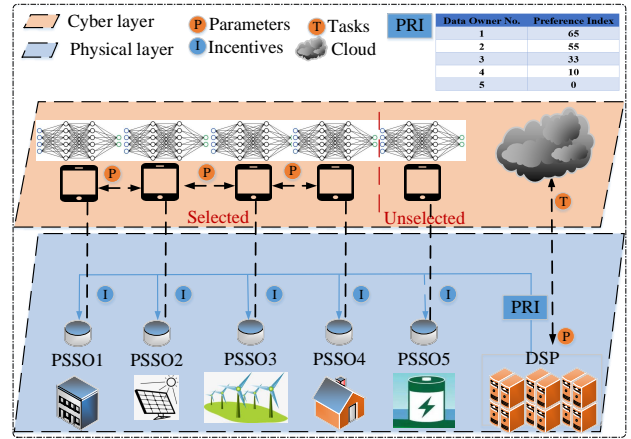 Cyber layer
Physical layer
P Parameters
I Incentives
T Tasks
Cloud
PRI
Data Owner No. Preference Index
1 65
2 55
3 33
4 10
5 0
P P P
T
Selected Unselected
I I I I I
PRI
P
PSSO1 PSSO2 PSSO3 PSSO4 PSSO5 DSP